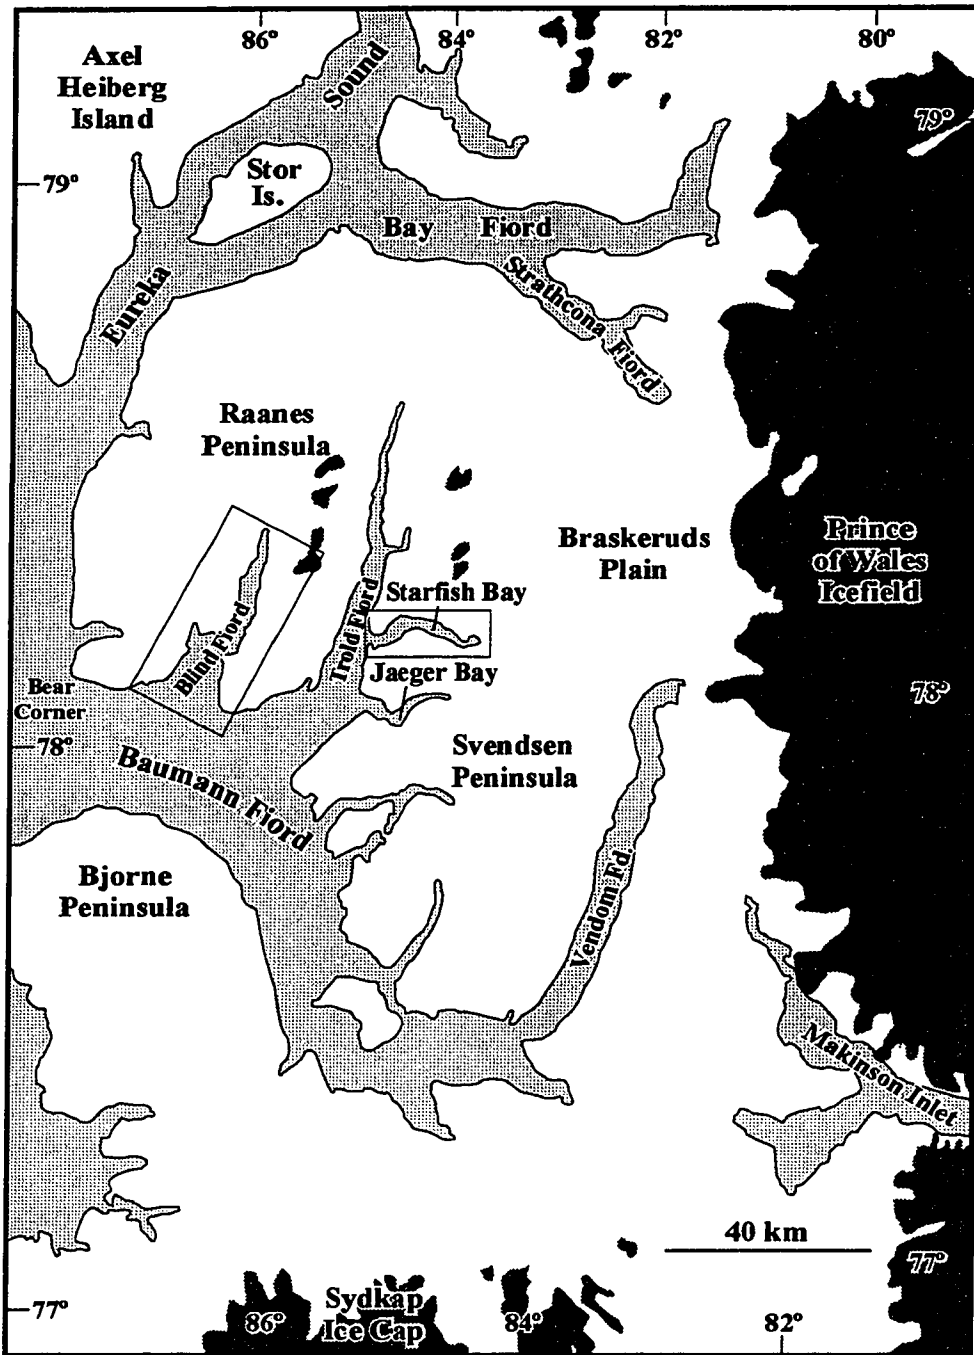 86°
84°
82°
80°
Axel
Heiberg
Island
Sound
79°
79°
Stor
Is.
Bay Fiord
Eureka
Strathcona Fiord
Raanes
Peninsula
Braskeruds
Plain
Prince
of Wales
Icefield
Starfish Bay
Blind Fiord
Trold Fiord
Jaeger Bay
Bear
Corner
78°
78°
Svendsen
Peninsula
Baumann Fiord
Bjorne
Peninsula
Vendom Fd.
Makinson Inlet
40 km
77°
77°
Sydkap
Ice Cap
86°
84°
82°